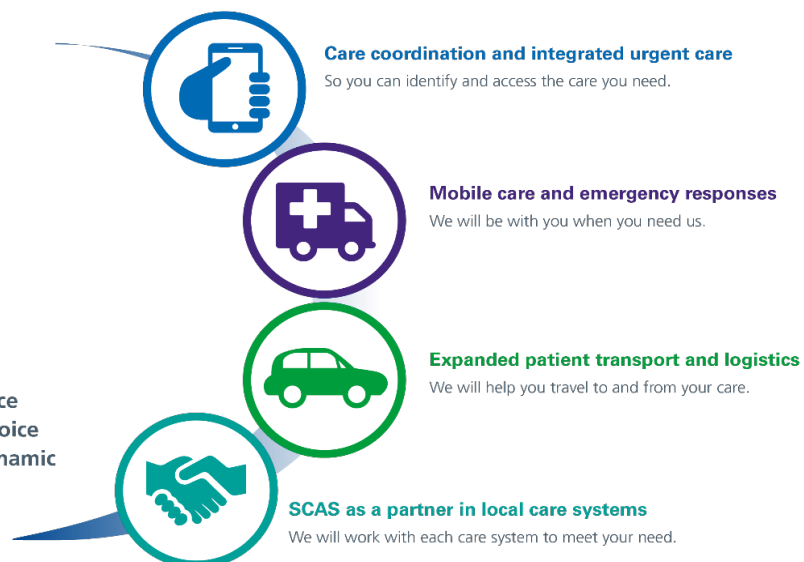 Care coordination and integrated urgent care
So you can identify and access the care you need.
Mobile care and emergency responses
We will be with you when you need us.
Expanded patient transport and logistics
We will help you travel to and from your care.
SCAS as a partner in local care systems
We will work with each care system to meet your need.